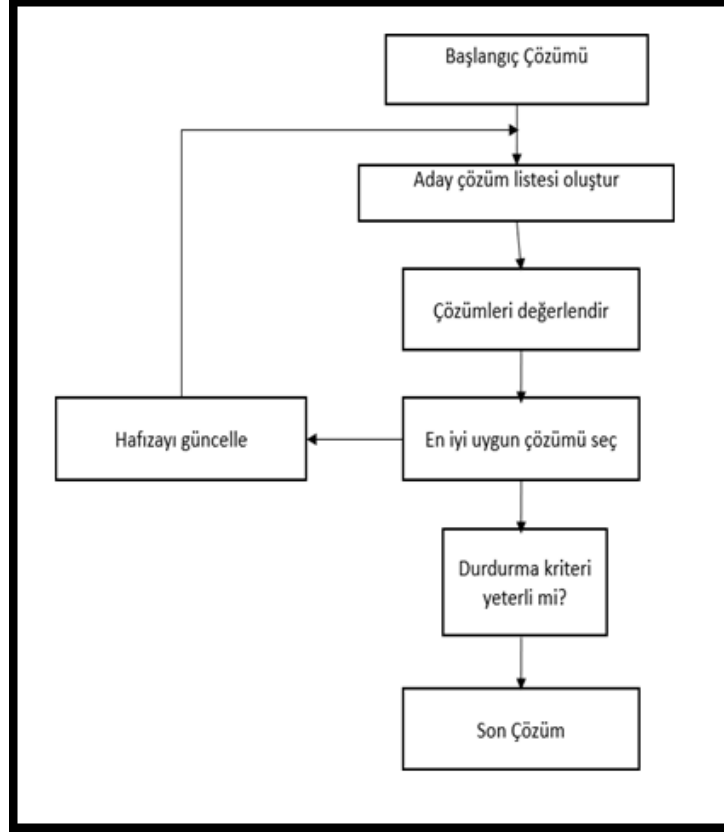 Başlangıç Çözümü
Aday çözüm listesi oluştur
Çözümleri değerlendir
Hafızayı güncelle
En iyi uygun çözümü seç
Durdurma kriteri
yeterli mi?
Son Çözüm